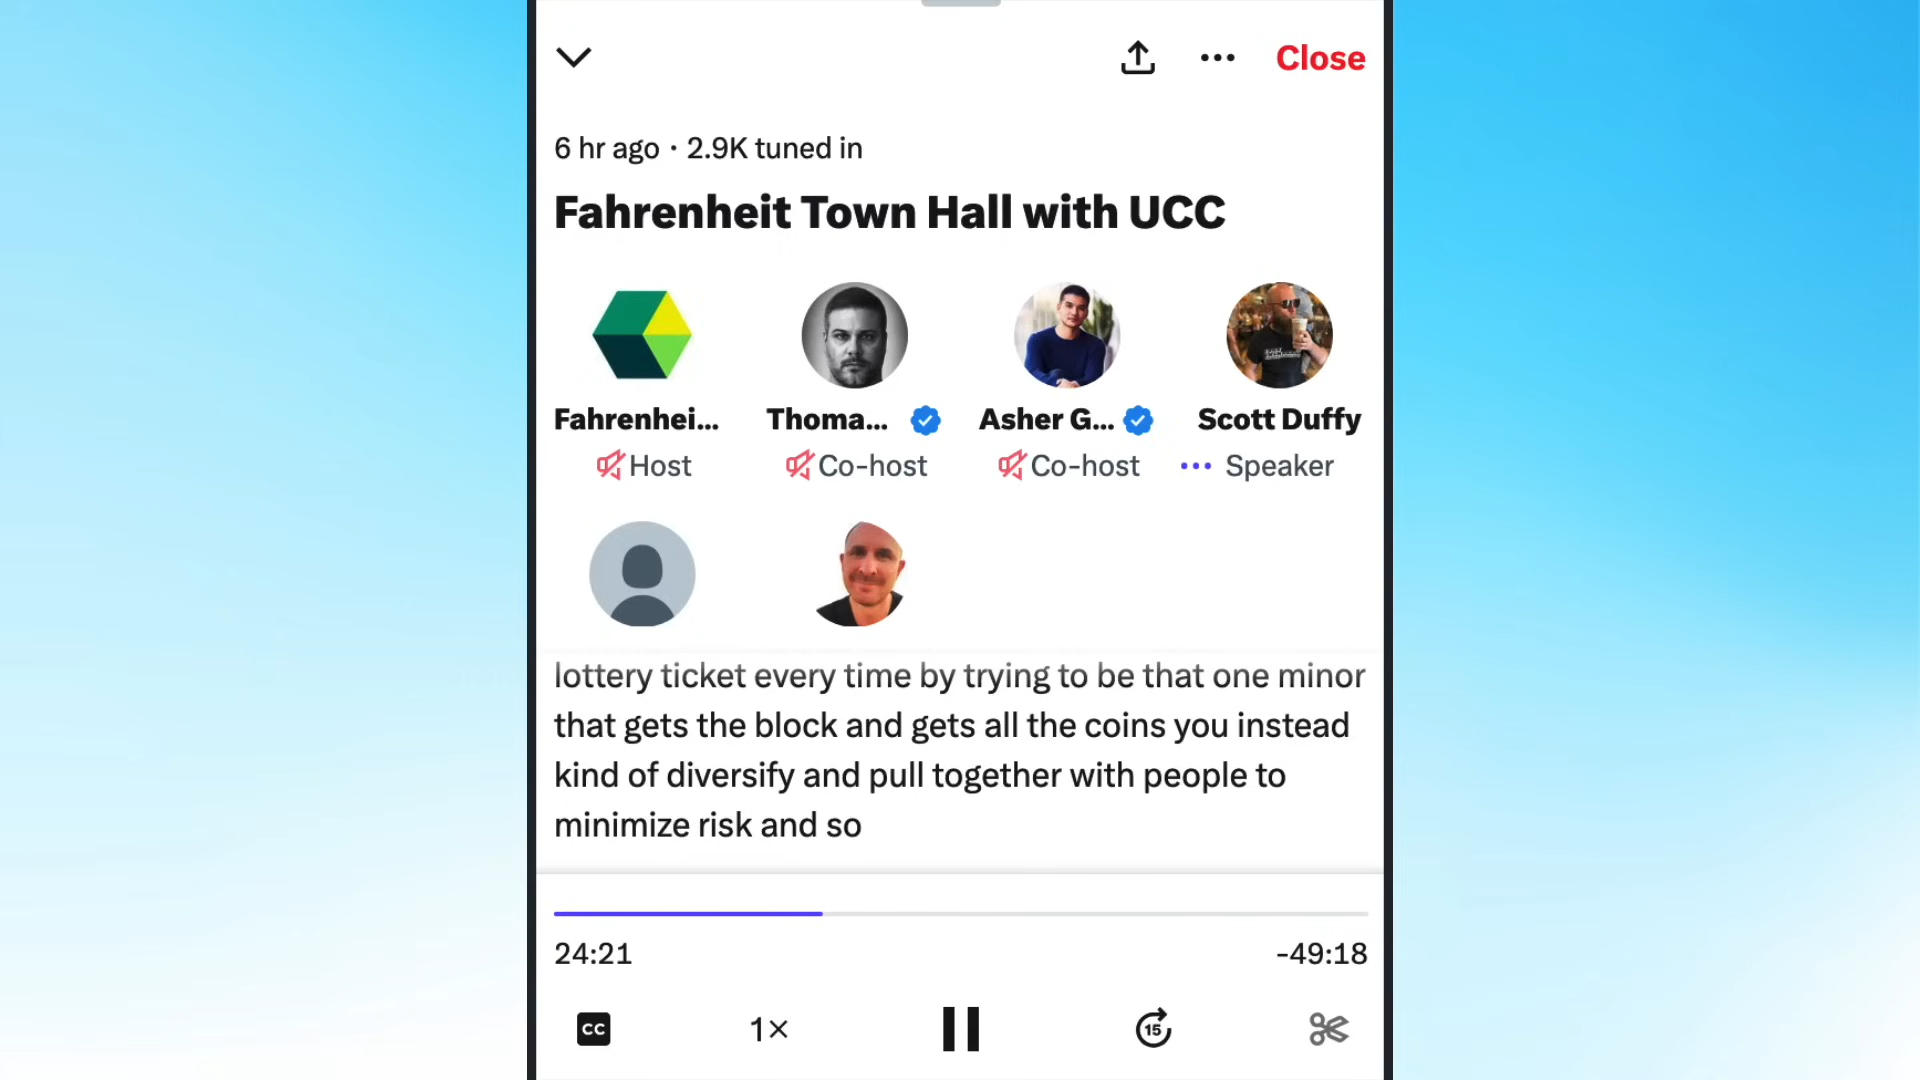 Close
6 hr ago · 2.9K tuned in
Fahrenheit Town Hall with UCC
Fahrenhei... Thoma... Asher G... Scott Duffy
Host Co-host Co-host Speaker
lottery ticket every time by trying to be that one minor
that gets the block and gets all the coins you instead
kind of diversify and pull together with people to
minimize risk and so
24:21 -49:18
CC 1× 15